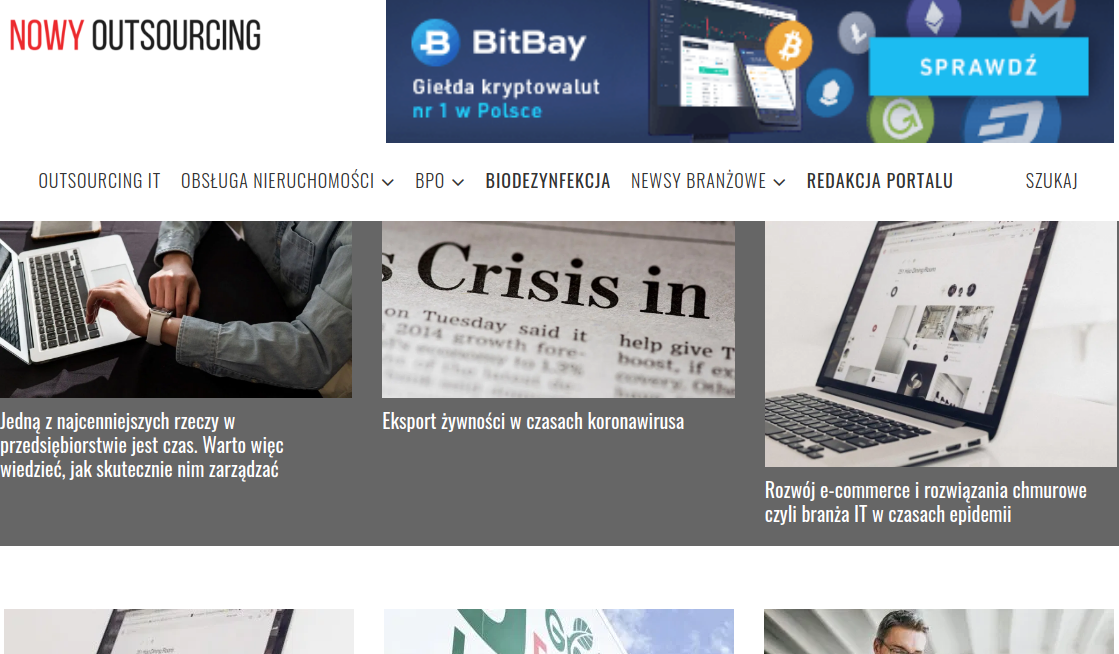 NOWY OUTSOURCING
BitBay
Giełda kryptowalut
nr 1 w Polsce
SPRAWDŹ
OUTSOURCING IT OBSŁUGA NIERUCHOMOŚCI BPO BIODEZYNFEKCJA NEWSY BRANŻOWE REDAKCJA PORTALU SZUKAJ
s Crisis in
on Tuesday said it
2014 growth fore-
help give T
boost, if ex
Jedną z najcenniejszych rzeczy w
przedsiębiorstwie jest czas. Warto więc
wiedzieć, jak skutecznie nim zarządzać
Eksport żywności w czasach koronawirusa
Rozwój e-commerce i rozwiązania chmurowe
czyli branża IT w czasach epidemii